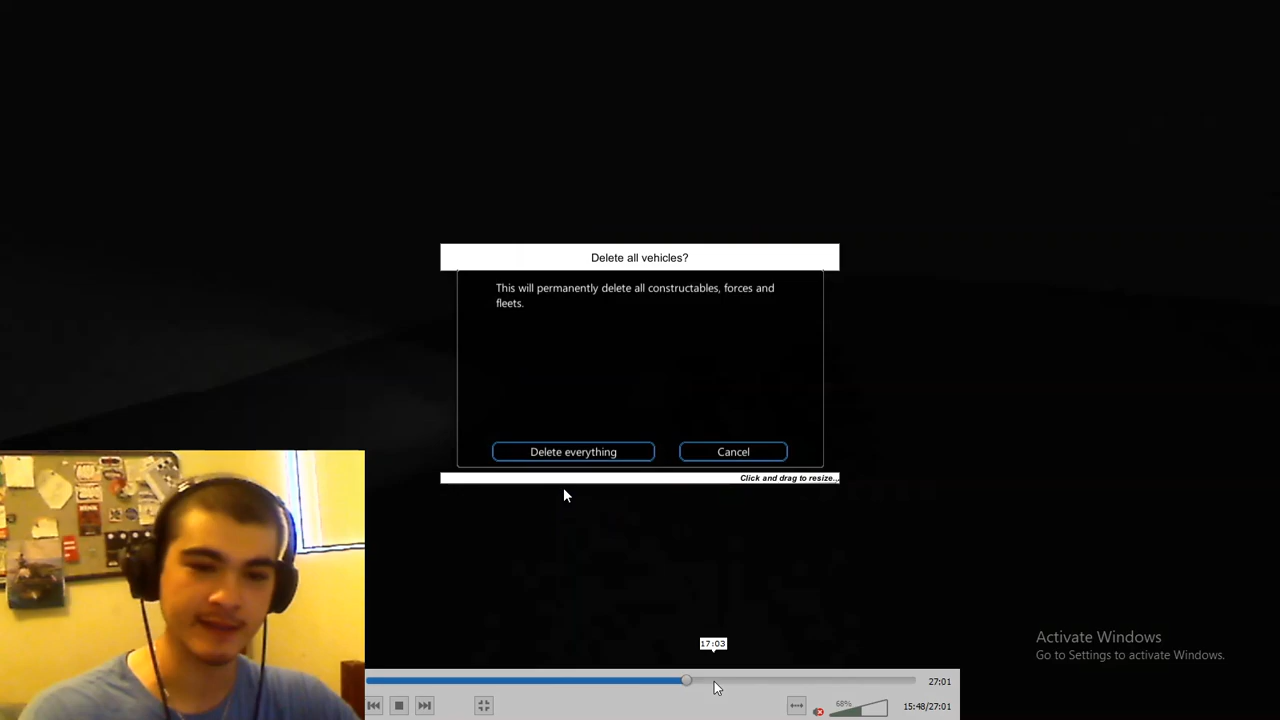 Delete all vehicles?
This will permanently delete all constructables, forces and
fleets.
Delete everything
Cancel
Click and drag to resize...
17:03
Activate Windows
Go to Settings to activate Windows.
27:01
68%
15:48/27:01